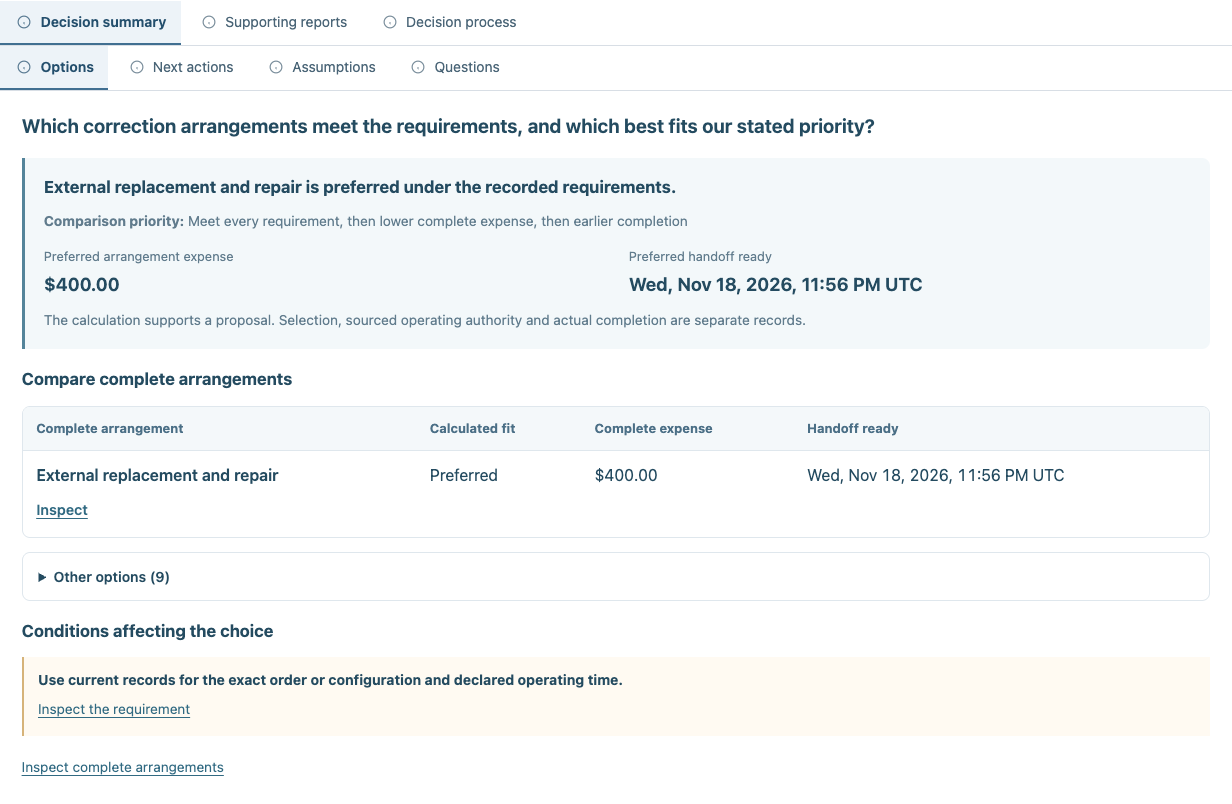 Decision summary
Supporting reports
Decision process
Options
Next actions
Assumptions
Questions
Which correction arrangements meet the requirements, and which best fits our stated priority?
External replacement and repair is preferred under the recorded requirements.
Comparison priority: Meet every requirement, then lower complete expense, then earlier completion
Preferred arrangement expense
$400.00
Preferred handoff ready
Wed, Nov 18, 2026, 11:56 PM UTC
The calculation supports a proposal. Selection, sourced operating authority and actual completion are separate records.
Compare complete arrangements
Complete arrangement Calculated fit Complete expense Handoff ready
External replacement and repair Preferred $400.00 Wed, Nov 18, 2026, 11:56 PM UTC
Inspect
Other options (9)
Conditions affecting the choice
Use current records for the exact order or configuration and declared operating time.
Inspect the requirement
Inspect complete arrangements